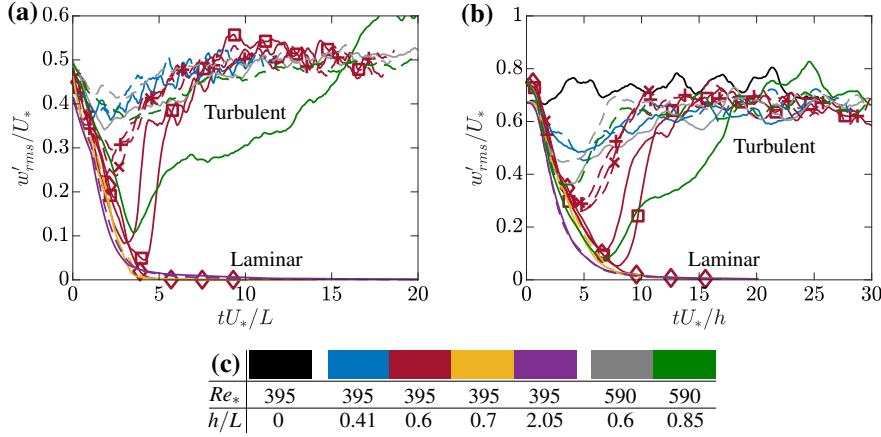 (a)
0.6
0.5
0.4
0.3
0.2
0.1
0
w'rms/U*
Turbulent
Laminar
0 5 10 15 20
tU*/L
(b)
1
0.8
0.6
0.4
0.2
0
w'rms/U*
Turbulent
Laminar
0 5 10 15 20 25 30
tU*/h
(c)
Re* 395 395 395 395 395 590 590
h/L 0 0.41 0.6 0.7 2.05 0.6 0.85